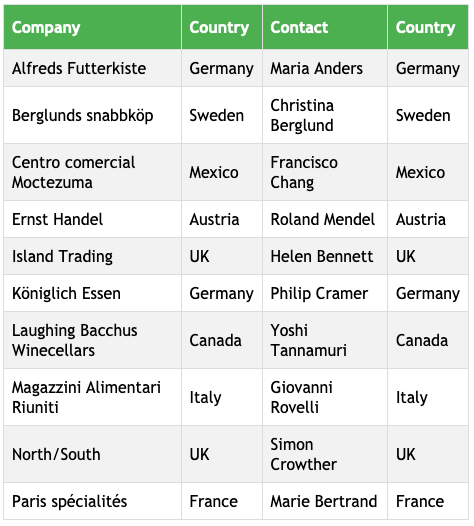 Company Country Contact Country
Alfreds Futterkiste Germany Maria Anders Germany
Berglunds snabbköp Sweden Christina Berglund Sweden
Centro comercial Moctezuma Mexico Francisco Chang Mexico
Ernst Handel Austria Roland Mendel Austria
Island Trading UK Helen Bennett UK
Königlich Essen Germany Philip Cramer Germany
Laughing Bacchus Winecellars Canada Yoshi Tannamuri Canada
Magazzini Alimentari Riuniti Italy Giovanni Rovelli Italy
North/South UK Simon Crowther UK
Paris spécialités France Marie Bertrand France